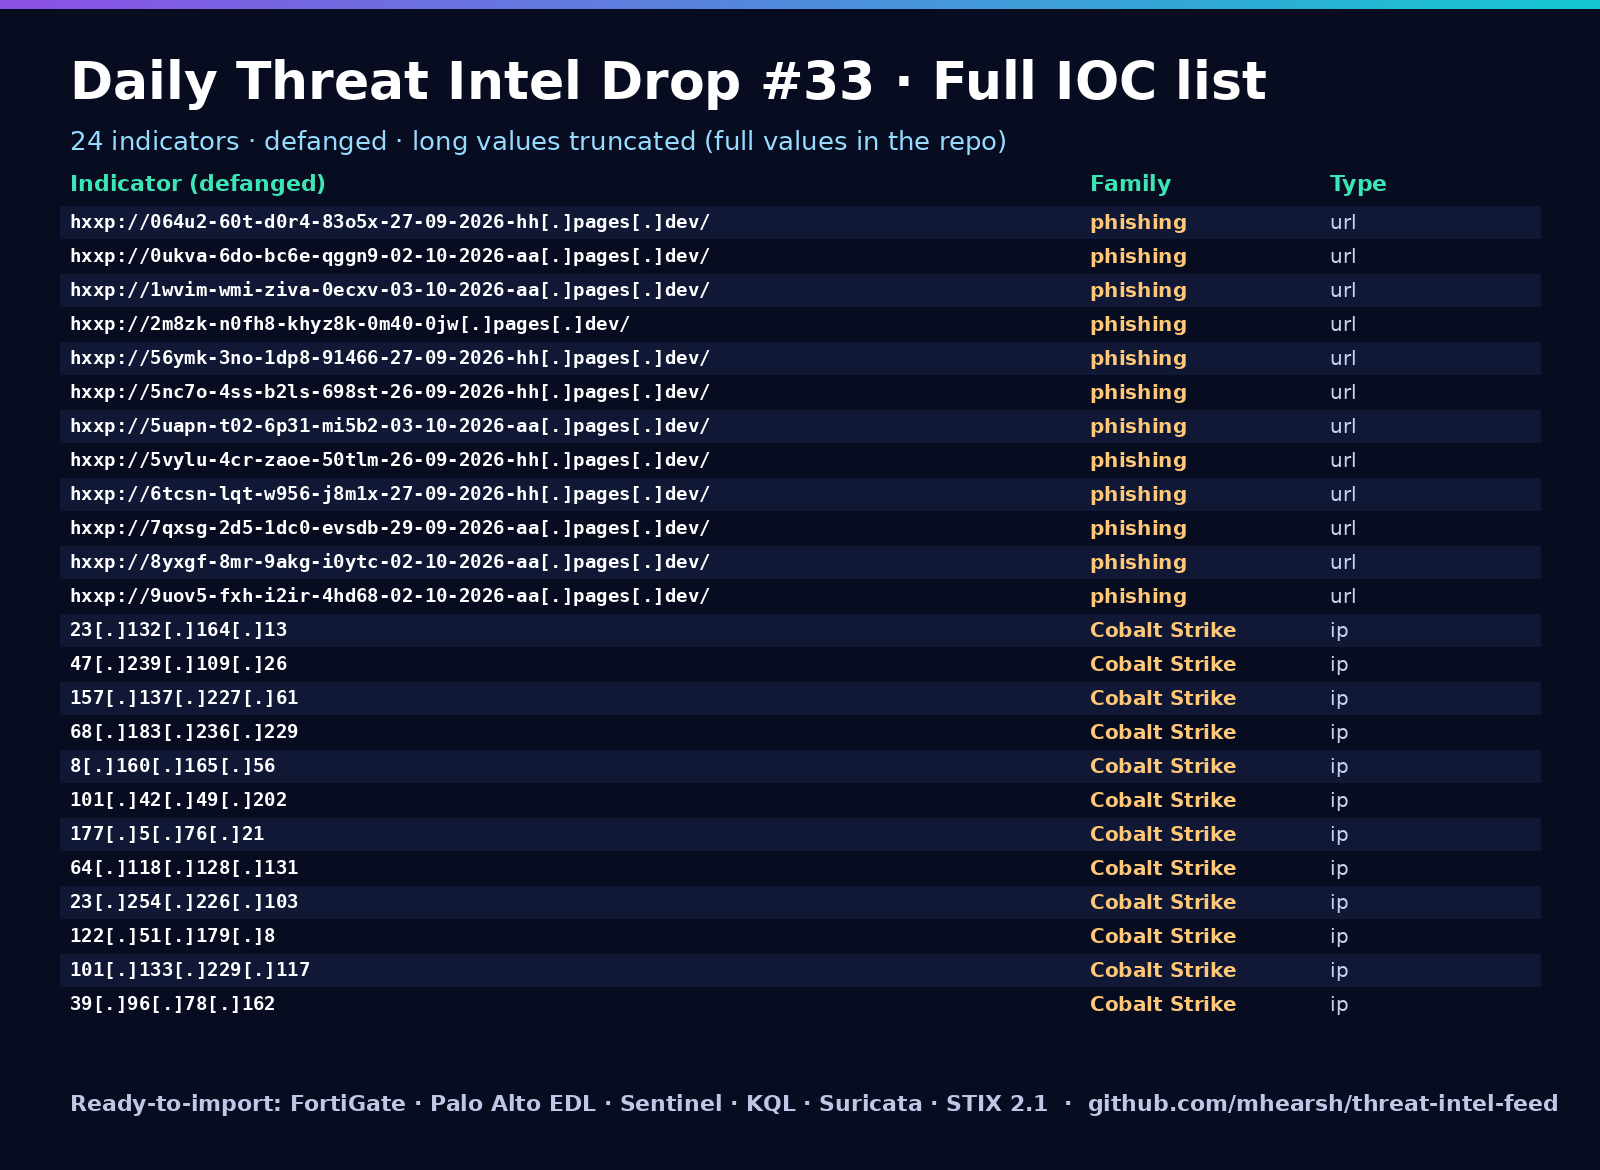 Daily Threat Intel Drop #33 · Full IOC list
24 indicators · defanged · long values truncated (full values in the repo)
Indicator (defanged) Family Type
hxxp://064u2-60t-d0r4-83o5x-27-09-2026-hh[.]pages[.]dev/ phishing url
hxxp://0ukva-6do-bc6e-qggn9-02-10-2026-aa[.]pages[.]dev/ phishing url
hxxp://1wvim-wmi-ziva-0ecxv-03-10-2026-aa[.]pages[.]dev/ phishing url
hxxp://2m8zk-n0fh8-khyz8k-0m40-0jw[.]pages[.]dev/ phishing url
hxxp://56ymk-3no-1dp8-91466-27-09-2026-hh[.]pages[.]dev/ phishing url
hxxp://5nc7o-4ss-b2ls-698st-26-09-2026-hh[.]pages[.]dev/ phishing url
hxxp://5uapn-t02-6p31-mi5b2-03-10-2026-aa[.]pages[.]dev/ phishing url
hxxp://5vylu-4cr-zaoe-50tlm-26-09-2026-hh[.]pages[.]dev/ phishing url
hxxp://6tcsn-lqt-w956-j8m1x-27-09-2026-hh[.]pages[.]dev/ phishing url
hxxp://7qxsg-2d5-1dc0-evsdb-29-09-2026-aa[.]pages[.]dev/ phishing url
hxxp://8yxgf-8mr-9akg-i0ytc-02-10-2026-aa[.]pages[.]dev/ phishing url
hxxp://9uov5-fxh-i2ir-4hd68-02-10-2026-aa[.]pages[.]dev/ phishing url
23[.]132[.]164[.]13 Cobalt Strike ip
47[.]239[.]109[.]26 Cobalt Strike ip
157[.]137[.]227[.]61 Cobalt Strike ip
68[.]183[.]236[.]229 Cobalt Strike ip
8[.]160[.]165[.]56 Cobalt Strike ip
101[.]42[.]49[.]202 Cobalt Strike ip
177[.]5[.]76[.]21 Cobalt Strike ip
64[.]118[.]128[.]131 Cobalt Strike ip
23[.]254[.]226[.]103 Cobalt Strike ip
122[.]51[.]179[.]8 Cobalt Strike ip
101[.]133[.]229[.]117 Cobalt Strike ip
39[.]96[.]78[.]162 Cobalt Strike ip
Ready-to-import: FortiGate · Palo Alto EDL · Sentinel · KQL · Suricata · STIX 2.1 · github.com/mhearsh/threat-intel-feed